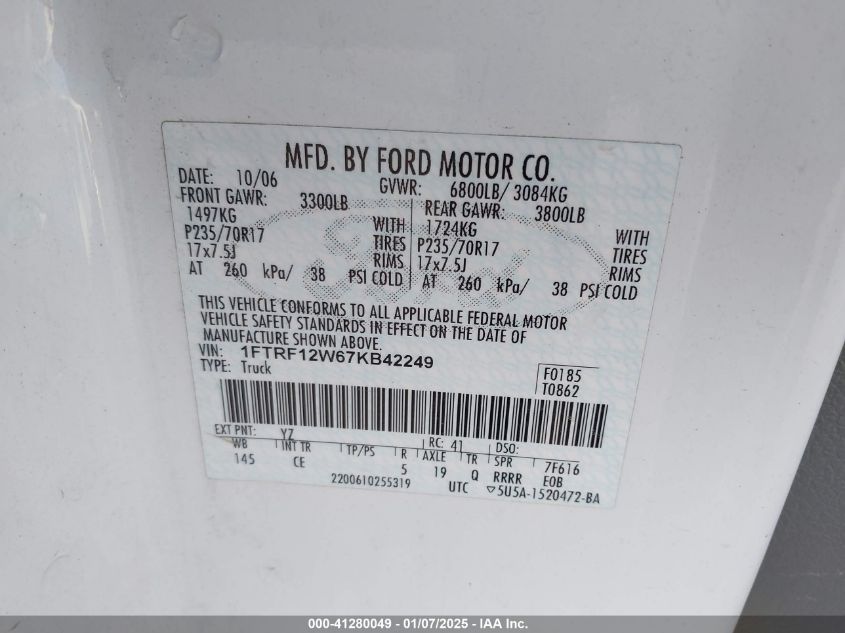 MFD. BY FORD MOTOR CO.
DATE: 10/06 GVWR: 6800LB/ 3084KG
FRONT GAWR: 3300LB REAR GAWR: 3800LB
1497KG WITH 1724KG WITH
P235/70R17 TIRES P235/70R17 TIRES
17x7.5J RIMS 17x7.5J RIMS
AT 260 kPa/ 38 PSI COLD AT 260 kPa/ 38 PSI COLD
Ford
THIS VEHICLE CONFORMS TO ALL APPLICABLE FEDERAL MOTOR
VEHICLE SAFETY STANDARDS IN EFFECT ON THE DATE OF
MANUFACTURE SHOWN ABOVE.
VIN: 1FTRF12W67KB42249
TYPE: Truck
F0185
T0862
EXT PNT: YZ RC: 41 DSO:
WB INT TR TP/PS R AXLE TR SPR 7F616
145 CE 5 19 Q RRRR EOB
2200610255319 UTC ▽5U5A-1520472-BA
000-41280049 - 01/07/2025 - IAA Inc.